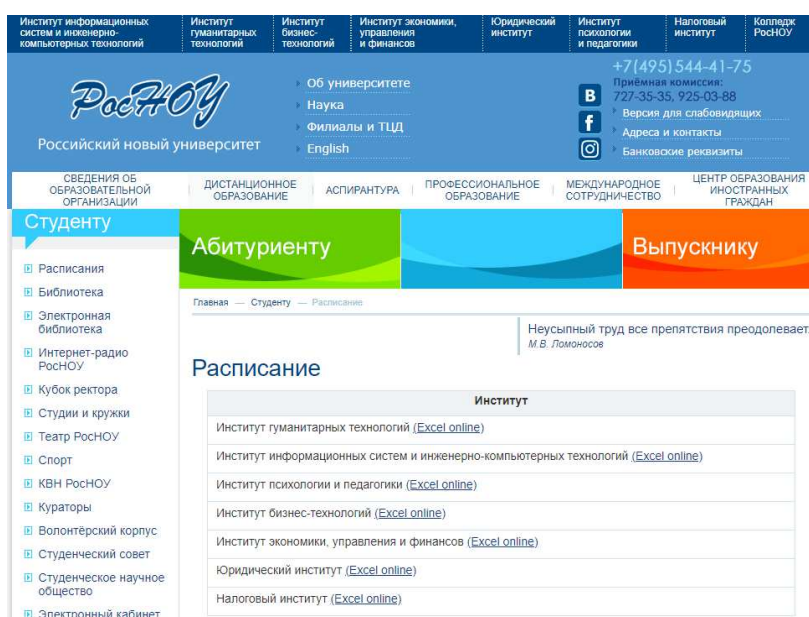 Институт информационных
систем и инженерно-
компьютерных технологий
Институт
гуманитарных
технологий
Институт
бизнес-
технологий
Институт экономики,
управления
и финансов
Юридический
институт
Институт
психологии
и педагогики
Налоговый
институт
Колледж
РосНОУ
РосНОУ
Российский новый университет
Об университете
Наука
Филиалы и ТЦД
English
+7(495)544-41-75
Приёмная комиссия:
727-35-35, 925-03-88
Версия для слабовидящих
Адреса и контакты
Банковские реквизиты
СВЕДЕНИЯ ОБ
ОБРАЗОВАТЕЛЬНОЙ
ОРГАНИЗАЦИИ
ДИСТАНЦИОННОЕ
ОБРАЗОВАНИЕ
АСПИРАНТУРА
ПРОФЕССИОНАЛЬНОЕ
ОБРАЗОВАНИЕ
МЕЖДУНАРОДНОЕ
СОТРУДНИЧЕСТВО
ЦЕНТР ОБРАЗОВАНИЯ
ИНОСТРАННЫХ
ГРАЖДАН
Студенту
Абитуриенту
Выпускнику
Расписания
Библиотека
Электронная
библиотека
Интернет-радио
РосНОУ
Кубок ректора
Студии и кружки
Театр РосНОУ
Спорт
КВН РосНОУ
Кураторы
Волонтёрский корпус
Студенческий совет
Студенческое научное
общество
Электронный кабинет
Главная — Студенту — Расписание
Неусыпный труд все препятствия преодолевает.
М.В. Ломоносов
Расписание
Институт
Институт гуманитарных технологий (Excel online)
Институт информационных систем и инженерно-компьютерных технологий (Excel online)
Институт психологии и педагогики (Excel online)
Институт бизнес-технологий (Excel online)
Институт экономики, управления и финансов (Excel online)
Юридический институт (Excel online)
Налоговый институт (Excel online)